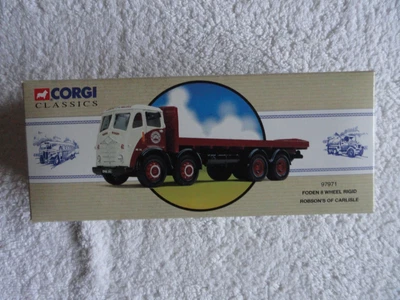 CORGI
CLASSICS
97971
FODEN 8 WHEEL RIGID
ROBSON'S OF CARLISLE